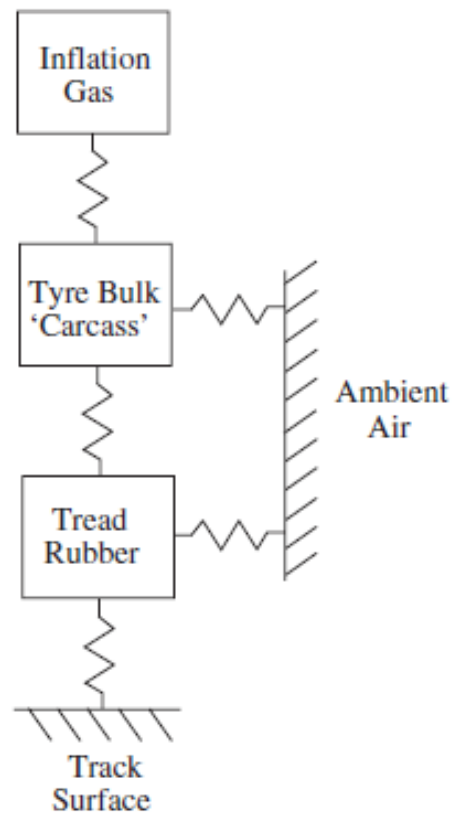 Inflation
Gas
Tyre Bulk
‘Carcass’
Ambient
Air
Tread
Rubber
Track
Surface